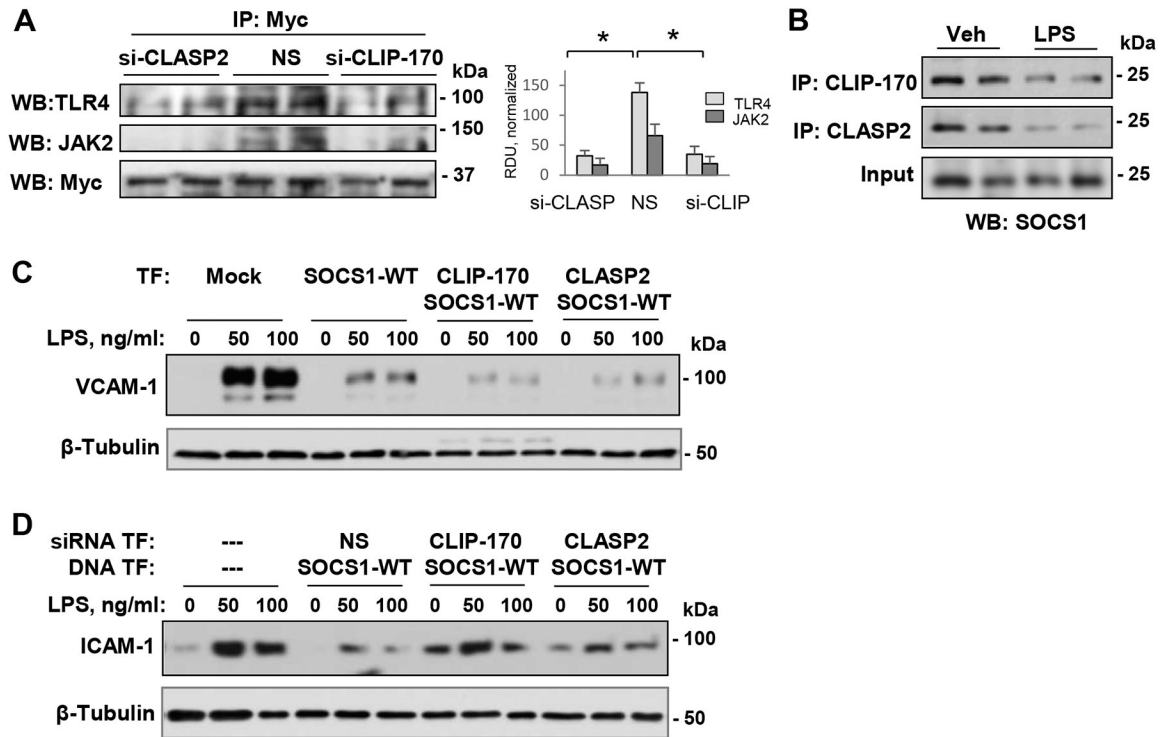 A
IP: Myc
si-CLASP2 NS si-CLIP-170
kDa
WB:TLR4
- 100
WB: JAK2
- 150
WB: Myc
- 37
* *
RDU, normalized
150
100
50
0
TLR4
JAK2
si-CLASP NS si-CLIP
B
Veh LPS
kDa
IP: CLIP-170
- 25
IP: CLASP2
- 25
Input
- 25
WB: SOCS1
C
TF: Mock SOCS1-WT CLIP-170 CLASP2
SOCS1-WT SOCS1-WT
LPS, ng/ml: 0 50 100 0 50 100 0 50 100 0 50 100
kDa
VCAM-1
- 100
β-Tubulin
- 50
D
siRNA TF: --- NS CLIP-170 CLASP2
DNA TF: --- SOCS1-WT SOCS1-WT SOCS1-WT
LPS, ng/ml: 0 50 100 0 50 100 0 50 100 0 50 100
kDa
ICAM-1
- 100
β-Tubulin
- 50